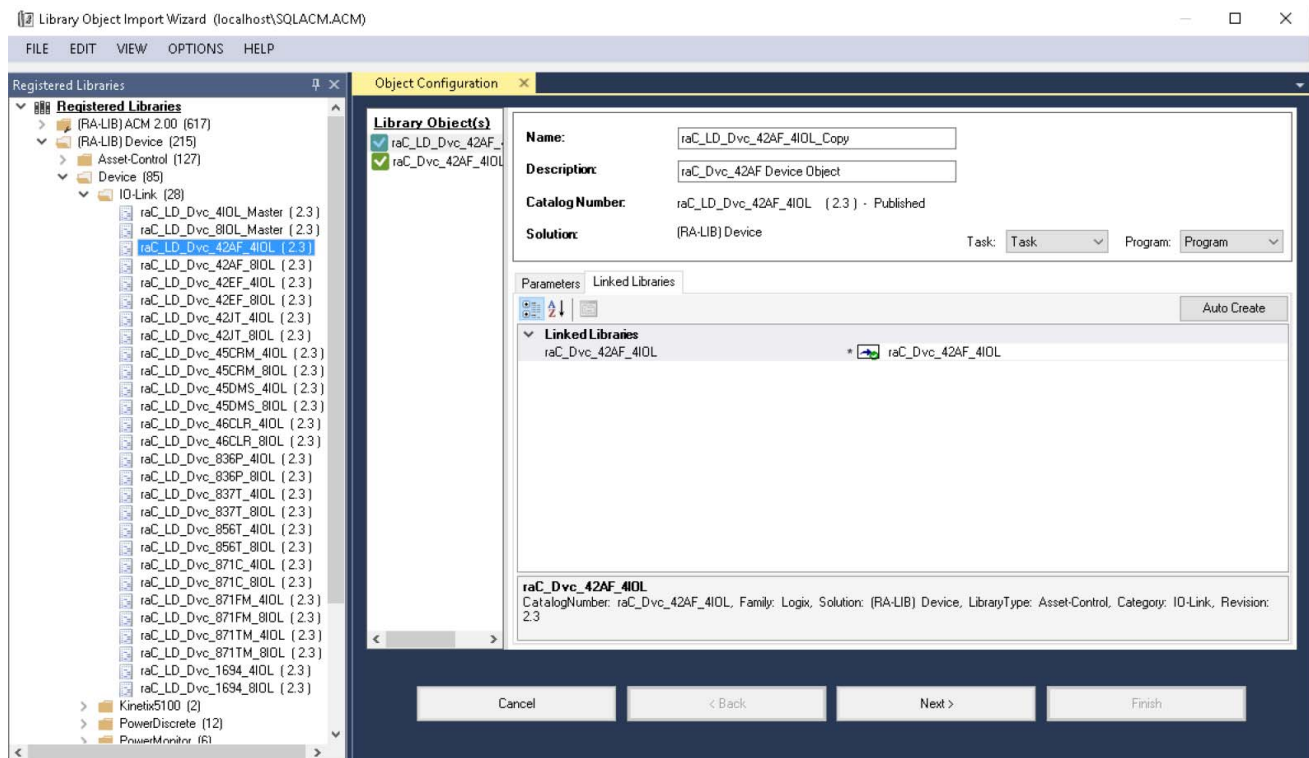 Library Object Import Wizard (localhost\SQLACM.ACM)
FILE EDIT VIEW OPTIONS HELP
Registered Libraries
Registered Libraries
(RA-LIB) ACM 2.00 (617)
(RA-LIB) Device (215)
Asset-Control (127)
Device (85)
IO-Link (28)
raC_LD_Dvc_4IOL_Master (2.3)
raC_LD_Dvc_8IOL_Master (2.3)
raC_LD_Dvc_42AF_4IOL (2.3)
raC_LD_Dvc_42AF_8IOL (2.3)
raC_LD_Dvc_42EF_4IOL (2.3)
raC_LD_Dvc_42EF_8IOL (2.3)
raC_LD_Dvc_42JT_4IOL (2.3)
raC_LD_Dvc_42JT_8IOL (2.3)
raC_LD_Dvc_45CRM_4IOL (2.3)
raC_LD_Dvc_45CRM_8IOL (2.3)
raC_LD_Dvc_45DMS_4IOL (2.3)
raC_LD_Dvc_45DMS_8IOL (2.3)
raC_LD_Dvc_46CLR_4IOL (2.3)
raC_LD_Dvc_46CLR_8IOL (2.3)
raC_LD_Dvc_836P_4IOL (2.3)
raC_LD_Dvc_836P_8IOL (2.3)
raC_LD_Dvc_837T_4IOL (2.3)
raC_LD_Dvc_837T_8IOL (2.3)
raC_LD_Dvc_856T_4IOL (2.3)
raC_LD_Dvc_856T_8IOL (2.3)
raC_LD_Dvc_871C_4IOL (2.3)
raC_LD_Dvc_871C_8IOL (2.3)
raC_LD_Dvc_871FM_4IOL (2.3)
raC_LD_Dvc_871FM_8IOL (2.3)
raC_LD_Dvc_871TM_4IOL (2.3)
raC_LD_Dvc_871TM_8IOL (2.3)
raC_LD_Dvc_1694_4IOL (2.3)
raC_LD_Dvc_1694_8IOL (2.3)
Kinetix5100 (2)
PowerDiscrete (12)
PowerMonitor (6)
Object Configuration
Library Object(s)
raC_LD_Dvc_42AF_
raC_Dvc_42AF_4IOL
Name: raC_LD_Dvc_42AF_4IOL_Copy
Description: raC_Dvc_42AF Device Object
Catalog Number: raC_LD_Dvc_42AF_4IOL (2.3) - Published
Solution: (RA-LIB) Device
Task: Task Program: Program
Parameters Linked Libraries
Auto Create
Linked Libraries
raC_Dvc_42AF_4IOL * raC_Dvc_42AF_4IOL
raC_Dvc_42AF_4IOL
CatalogNumber: raC_Dvc_42AF_4IOL, Family: Logix, Solution: (RA-LIB) Device, LibraryType: Asset-Control, Category: IO-Link, Revision:
2.3
Cancel < Back Next > Finish